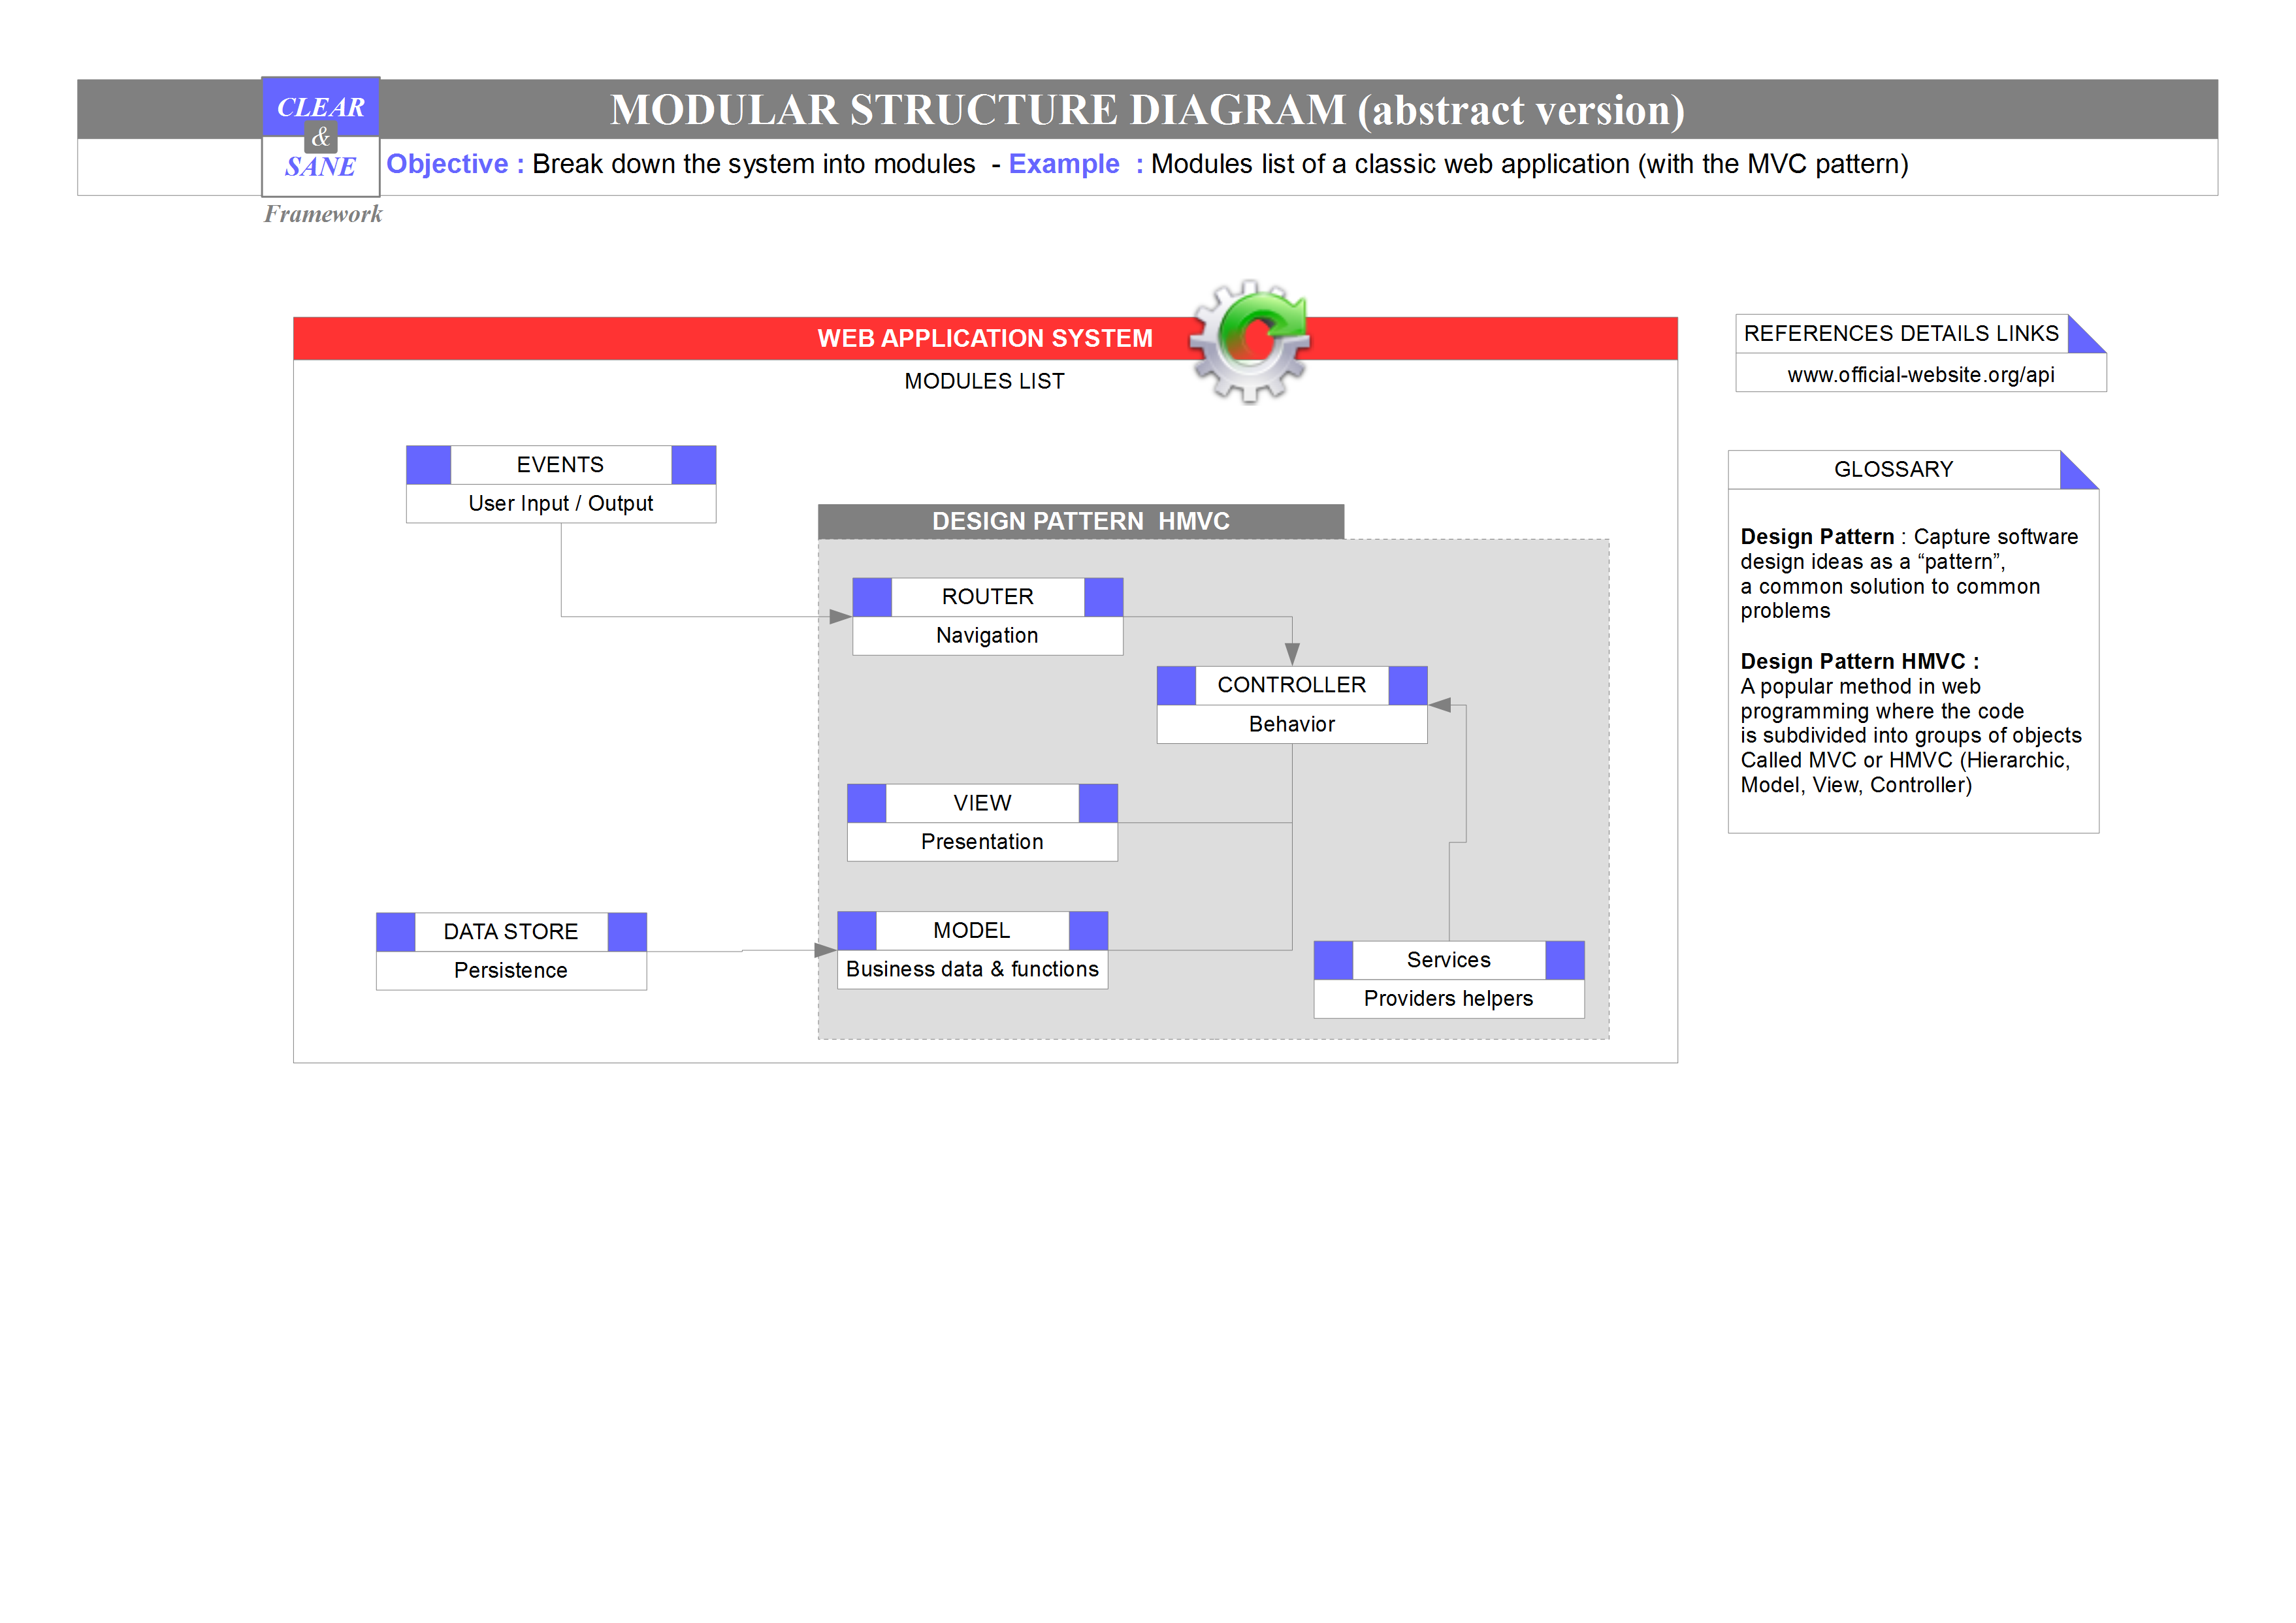 MODULAR STRUCTURE DIAGRAM (abstract version)
CLEAR
&
SANE
Framework
Objective : Break down the system into modules  - Example  : Modules list of a classic web application (with the MVC pattern)
WEB APPLICATION SYSTEM
MODULES LIST
EVENTS
User Input / Output
DESIGN PATTERN  HMVC
ROUTER
Navigation
CONTROLLER
Behavior
VIEW
Presentation
DATA STORE
Persistence
MODEL
Business data & functions
Services
Providers helpers
REFERENCES DETAILS LINKS
www.official-website.org/api
GLOSSARY
Design Pattern : Capture software
design ideas as a “pattern”,
a common solution to common
problems
Design Pattern HMVC :
A popular method in web
programming where the code
is subdivided into groups of objects
Called MVC or HMVC (Hierarchic,
Model, View, Controller)